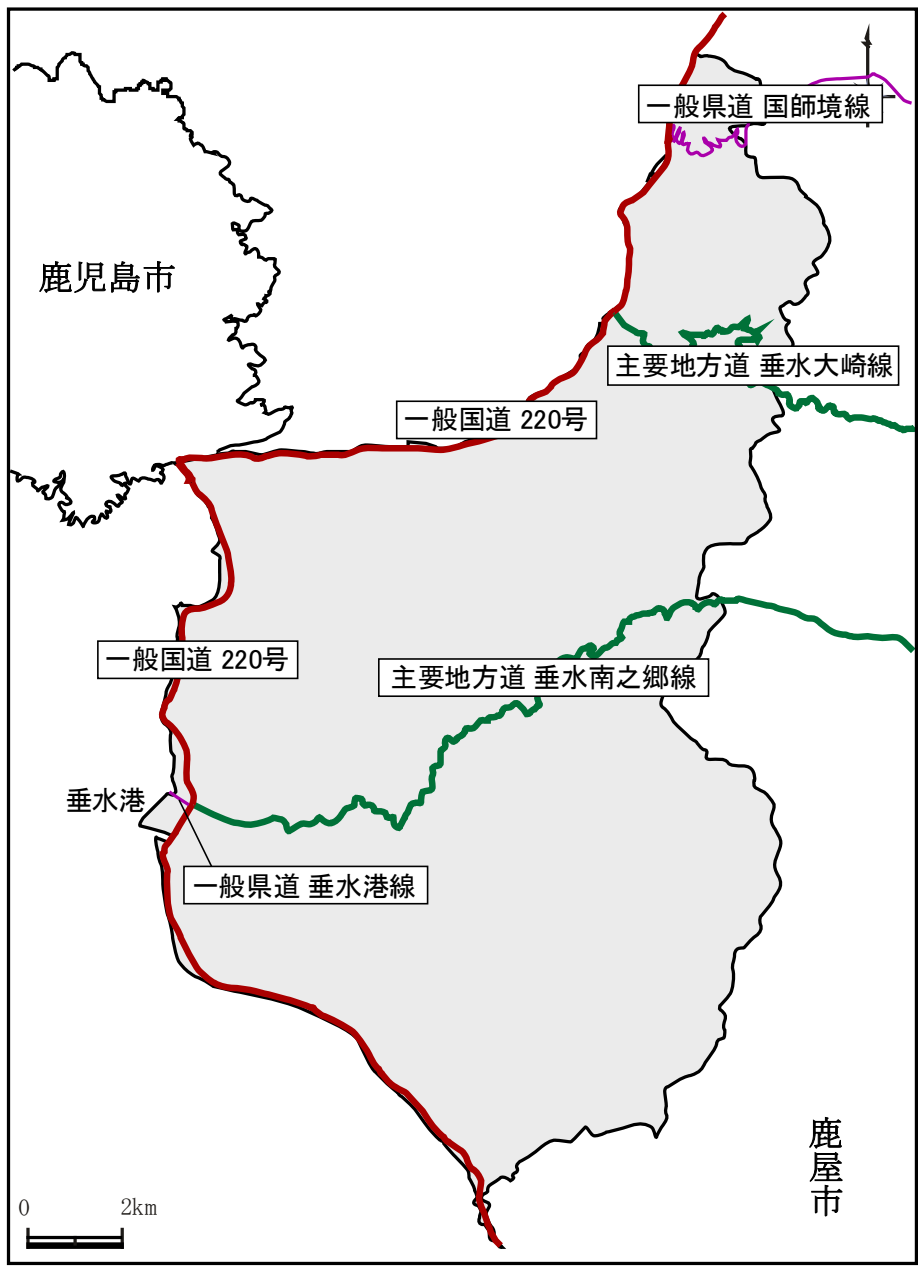 一般県道 国師境線
鹿児島市
主要地方道 垂水大崎線
一般国道 220号
一般国道 220号
主要地方道 垂水南之郷線
垂水港
一般県道 垂水港線
鹿屋市
0 2km